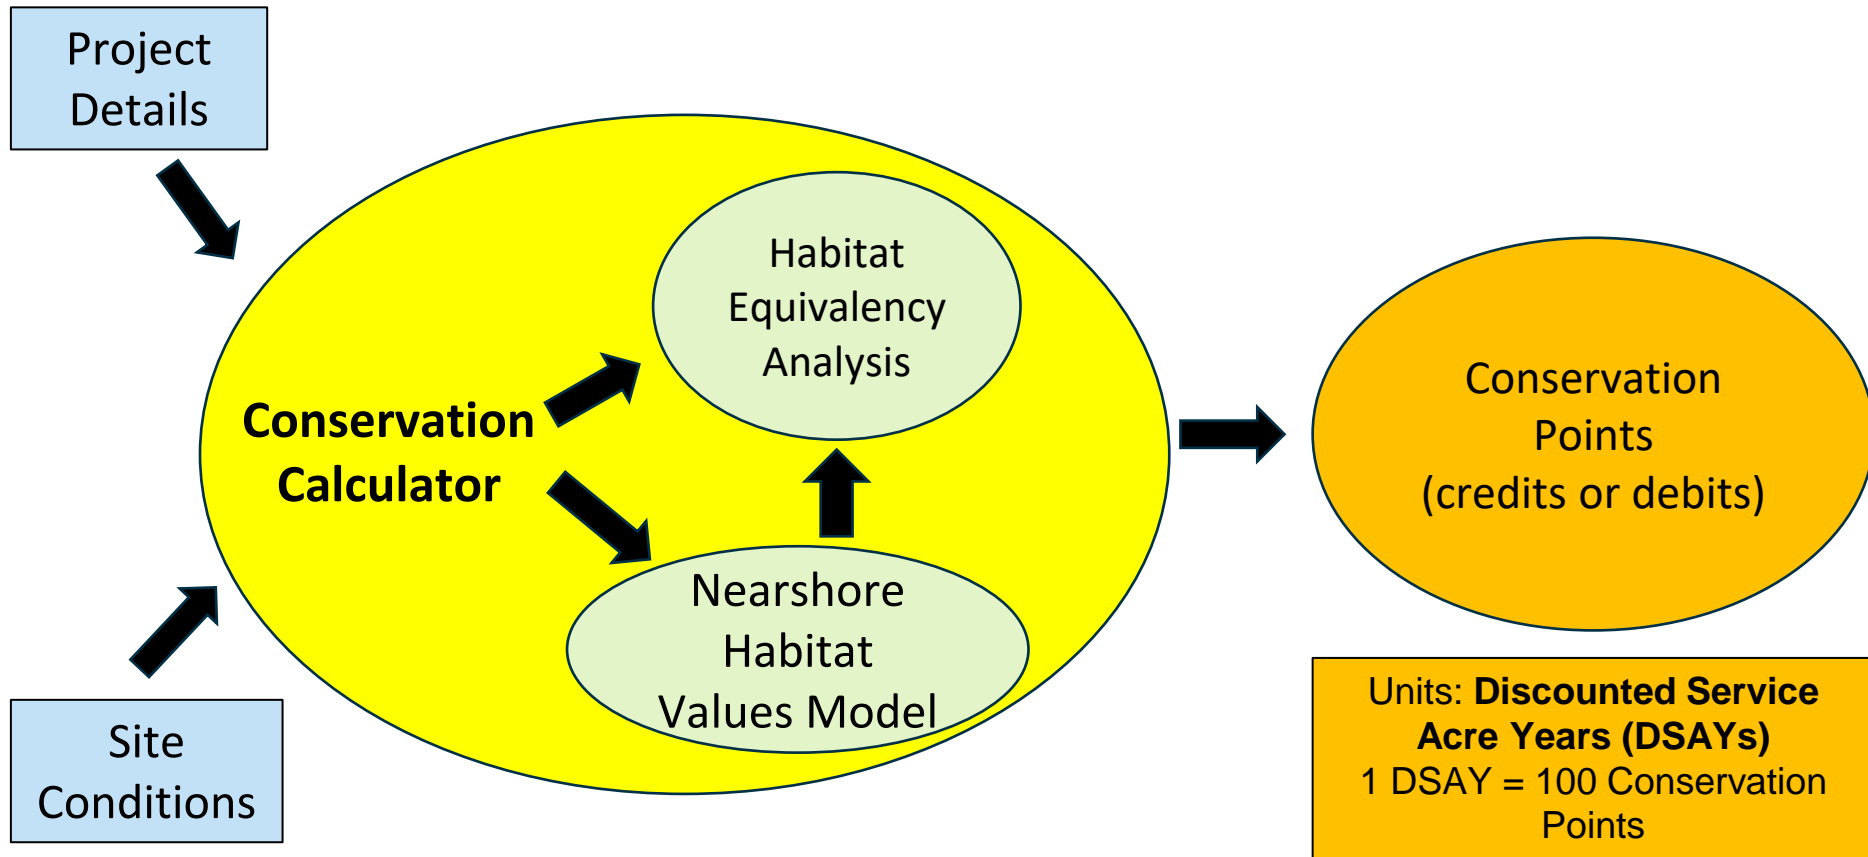 Project
Details
Habitat
Equivalency
Analysis
Conservation
Calculator
Nearshore
Habitat
Values Model
Site
Conditions
Conservation
Points
(credits or debits)
Units: Discounted Service
Acre Years (DSAYs)
1 DSAY = 100 Conservation
Points